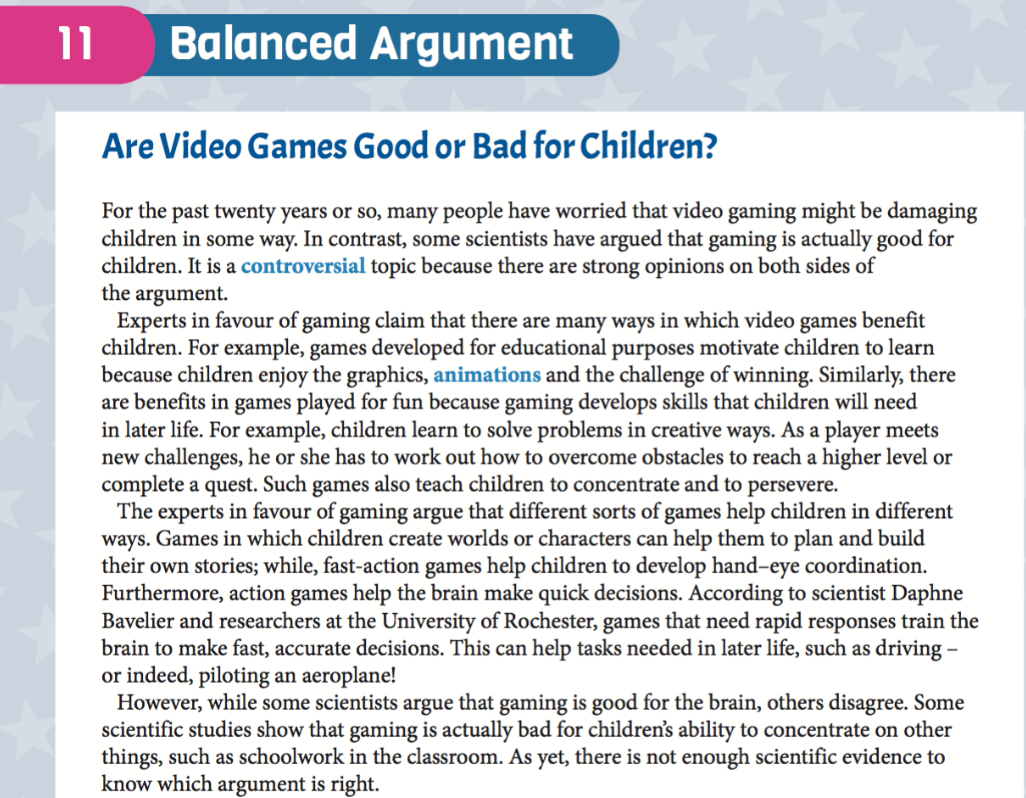 11
Balanced Argument
Are Video Games Good or Bad for Children?
For the past twenty years or so, many people have worried that video gaming might be damaging
children in some way. In contrast, some scientists have argued that gaming is actually good for
children. It is a controversial topic because there are strong opinions on both sides of
the argument.
Experts in favour of gaming claim that there are many ways in which video games benefit
children. For example, games developed for educational purposes motivate children to learn
because children enjoy the graphics, animations and the challenge of winning. Similarly, there
are benefits in games played for fun because gaming develops skills that children will need
in later life. For example, children learn to solve problems in creative ways. As a player meets
new challenges, he or she has to work out how to overcome obstacles to reach a higher level or
complete a quest. Such games also teach children to concentrate and to persevere.
The experts in favour of gaming argue that different sorts of games help children in different
ways. Games in which children create worlds or characters can help them to plan and build
their own stories; while, fast-action games help children to develop hand–eye coordination.
Furthermore, action games help the brain make quick decisions. According to scientist Daphne
Bavelier and researchers at the University of Rochester, games that need rapid responses train the
brain to make fast, accurate decisions. This can help tasks needed in later life, such as driving –
or indeed, piloting an aeroplane!
However, while some scientists argue that gaming is good for the brain, others disagree. Some
scientific studies show that gaming is actually bad for children's ability to concentrate on other
things, such as schoolwork in the classroom. As yet, there is not enough scientific evidence to
know which argument is right.